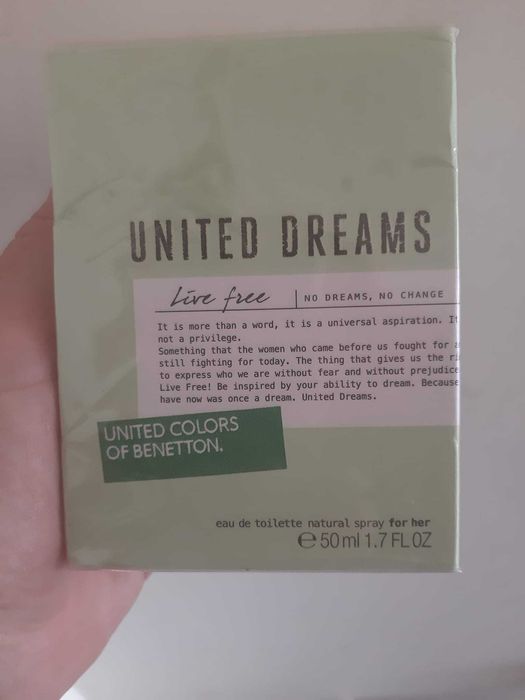 UNITED DREAMS
Live free | NO DREAMS, NO CHANGE
It is more than a word, it is a universal aspiration. It
not a privilege.
Something that the women who came before us fought for a
still fighting for today. The thing that gives us the
to express who we are without fear and without prejudice
Live Free! Be inspired by your ability to dream. Because
have now was once a dream. United Dreams.
UNITED COLORS
OF BENETTON.
eau de toilette natural spray for her
℮ 50 ml 1.7 FL OZ